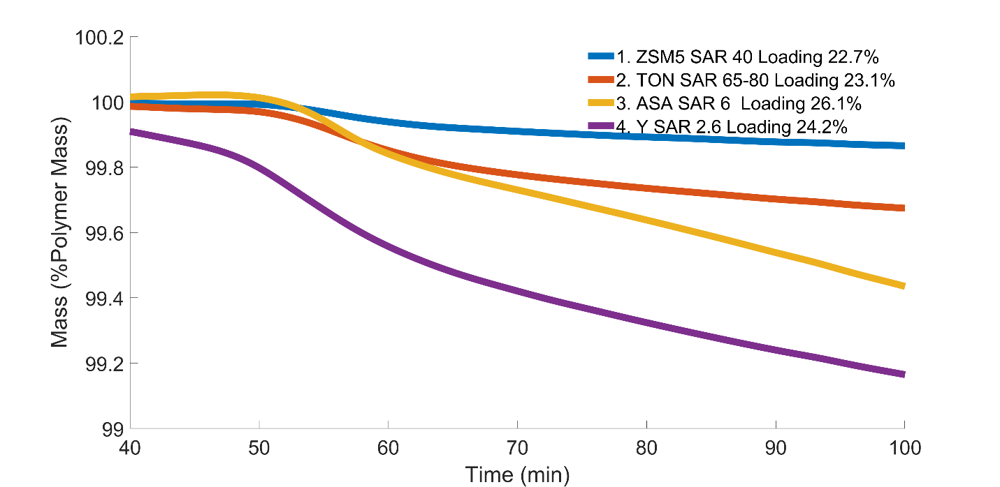 100.2
100
99.8
99.6
99.4
99.2
99
Mass (%Polymer Mass)
1. ZSM5 SAR 40 Loading 22.7%
2. TON SAR 65-80 Loading 23.1%
3. ASA SAR 6  Loading 26.1%
4. Y SAR 2.6 Loading 24.2%
40 50 60 70 80 90 100
Time (min)